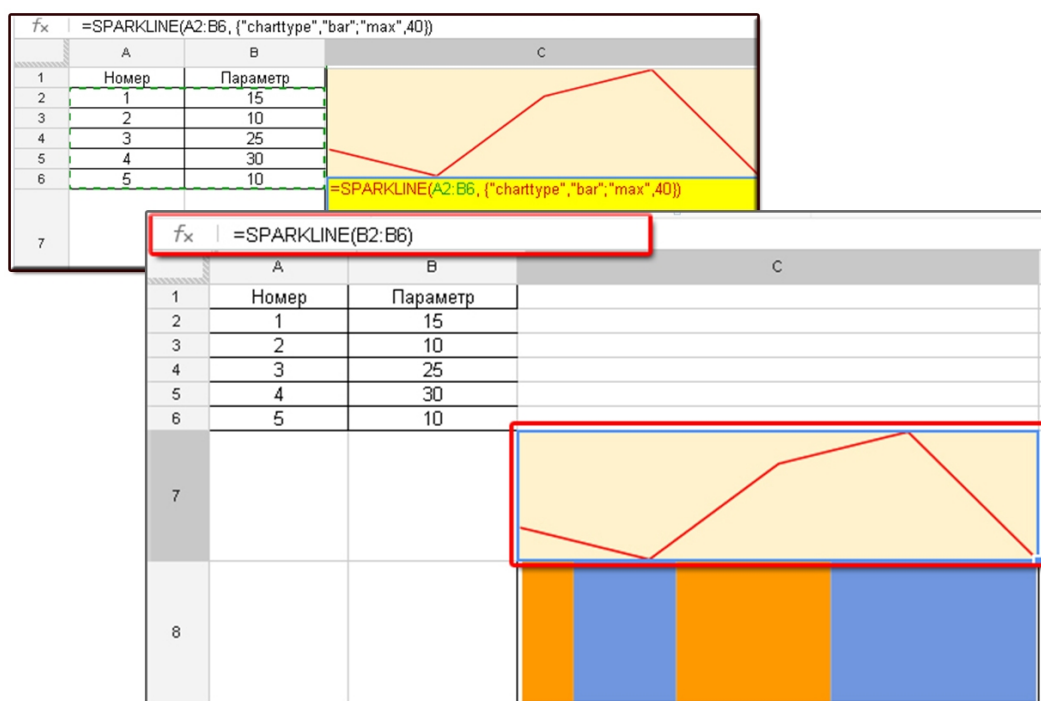 fx =SPARKLINE(A2:B6, {"charttype","bar";"max",40})
A B C
1 Номер Параметр
2 1 15
3 2 10
4 3 25
5 4 30
6 5 10
=SPARKLINE(A2:B6, {"charttype","bar";"max",40})
7
fx =SPARKLINE(B2:B6)
A B C
1 Номер Параметр
2 1 15
3 2 10
4 3 25
5 4 30
6 5 10
7
8